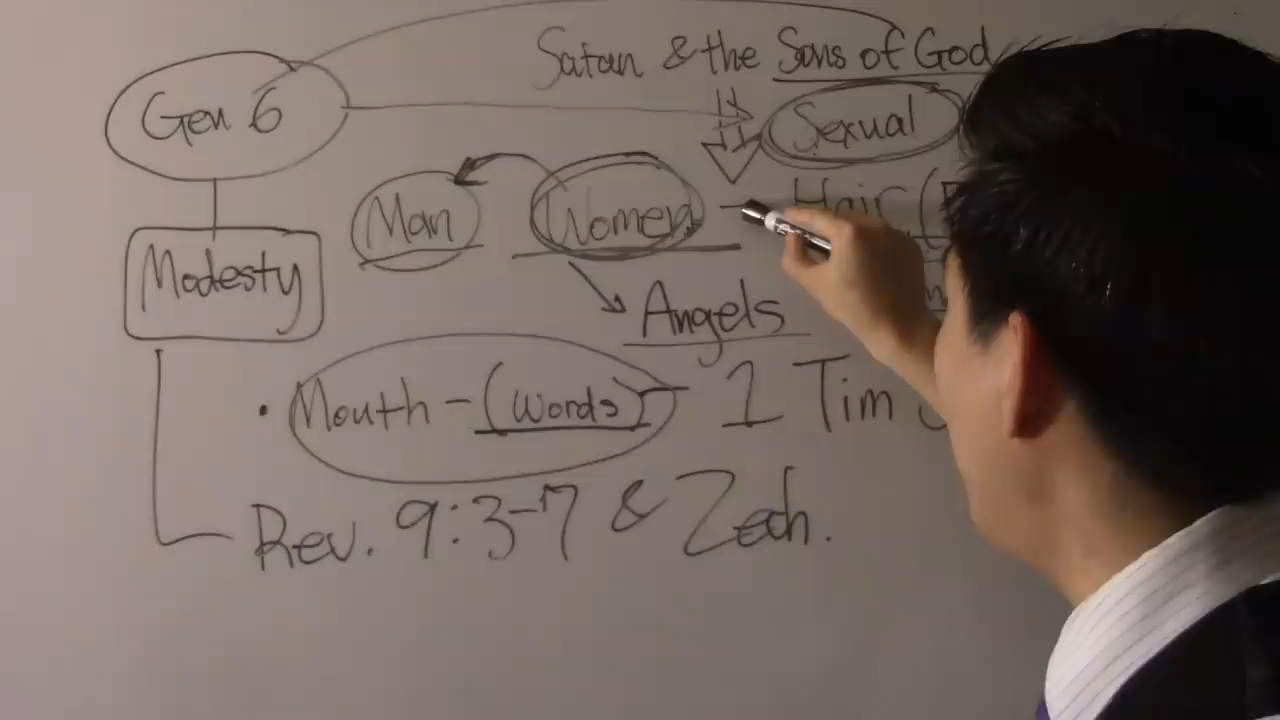 Satan & the Sons of God
Gen 6
Sexual
Man Women — Hair (
Modesty
Angels
• Mouth - (words) — 1 Tim
Rev. 9:3-7 & Zech.